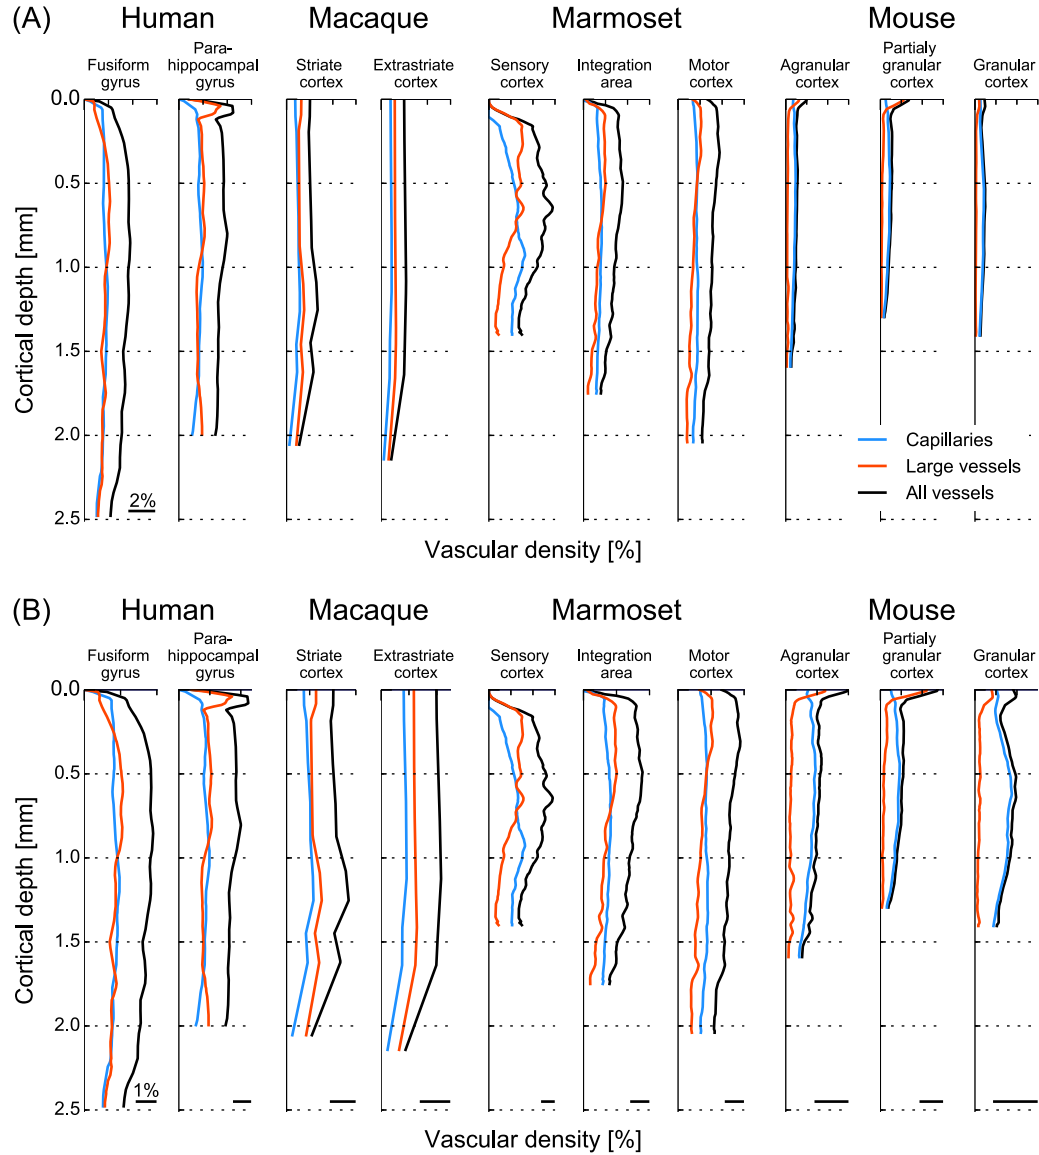 (A) Human Macaque Marmoset Mouse
Fusiform gyrus
Para-hippocampal gyrus
Striate cortex
Extrastriate cortex
Sensory cortex
Integration area
Motor cortex
Agranular cortex
Partialy granular cortex
Granular cortex
Cortical depth [mm]
0.0
0.5
1.0
1.5
2.0
2.5
2%
Capillaries
Large vessels
All vessels
Vascular density [%]
(B) Human Macaque Marmoset Mouse
Fusiform gyrus
Para-hippocampal gyrus
Striate cortex
Extrastriate cortex
Sensory cortex
Integration area
Motor cortex
Agranular cortex
Partialy granular cortex
Granular cortex
Cortical depth [mm]
0.0
0.5
1.0
1.5
2.0
2.5
1%
Vascular density [%]